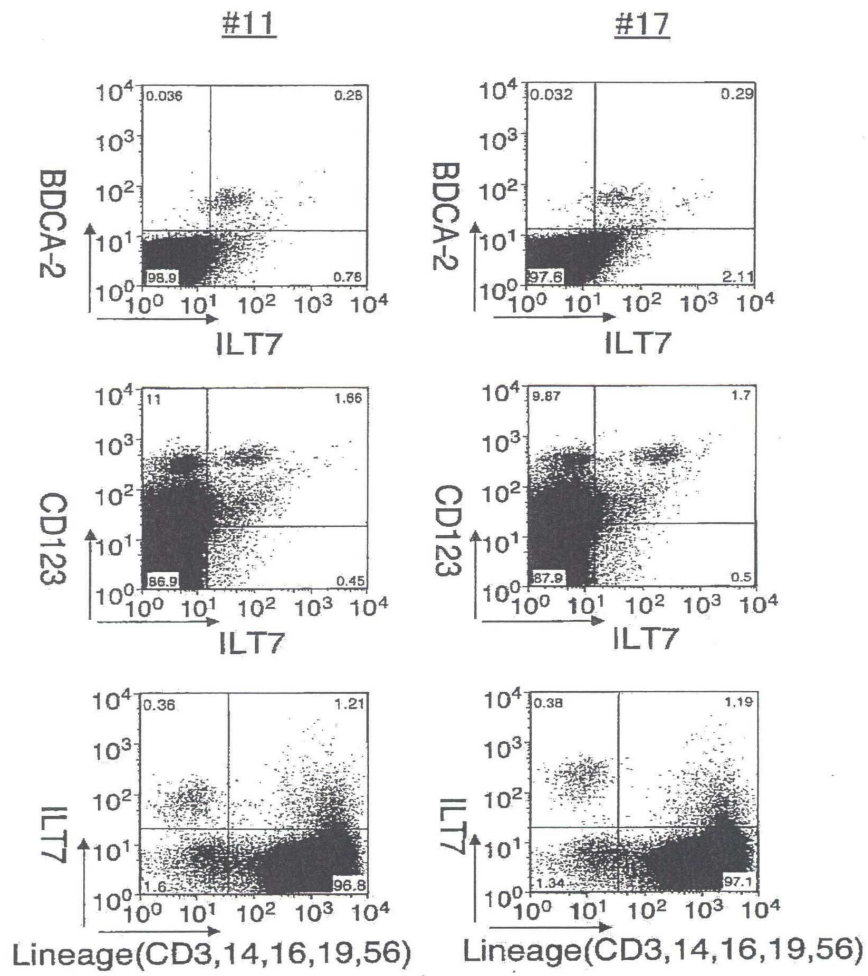 #11 #17
10⁴ 0.036 0.28 10⁴ 0.032 0.29
10³ 10³
10² 10²
10¹ 10¹
10⁰ 98.9 0.78 10⁰ 97.6 2.11
BDCA-2 BDCA-2
10⁰ 10¹ 10² 10³ 10⁴ 10⁰ 10¹ 10² 10³ 10⁴
ILT7 ILT7
10⁴ 11 1.66 10⁴ 9.87 1.7
10³ 10³
10² 10²
10¹ 10¹
10⁰ 86.9 0.45 10⁰ 87.9 0.5
CD123 CD123
10⁰ 10¹ 10² 10³ 10⁴ 10⁰ 10¹ 10² 10³ 10⁴
ILT7 ILT7
10⁴ 0.36 1.21 10⁴ 0.38 1.19
10³ 10³
10² 10²
10¹ 10¹
10⁰ 1.6 96.8 10⁰ 1.34 97.1
ILT7 ILT7
10⁰ 10¹ 10² 10³ 10⁴ 10⁰ 10¹ 10² 10³ 10⁴
Lineage(CD3,14,16,19,56) Lineage(CD3,14,16,19,56)